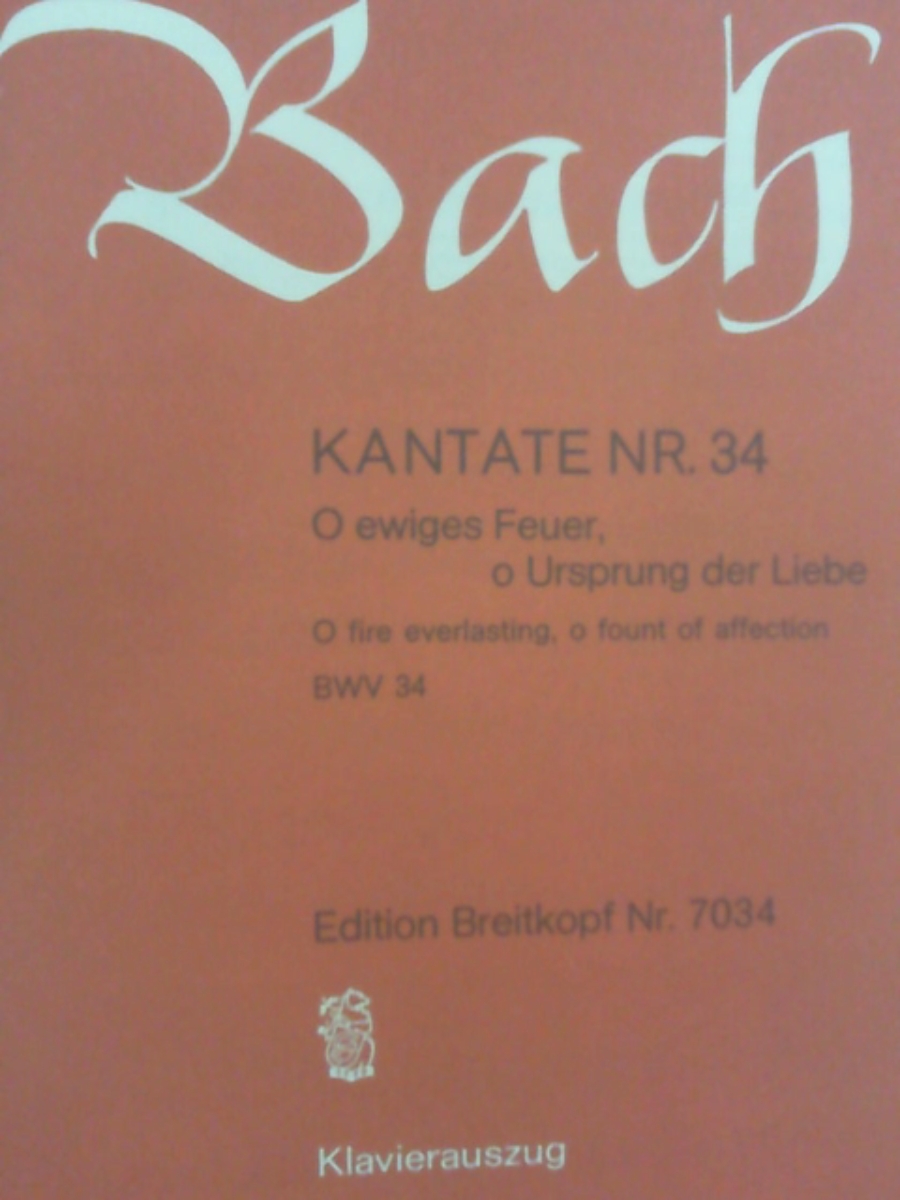 Bach
KANTATE NR. 34
O ewiges Feuer,
o Ursprung der Liebe
O fire everlasting, o fount of affection
BWV 34
Edition Breitkopf Nr. 7034
Klavierauszug